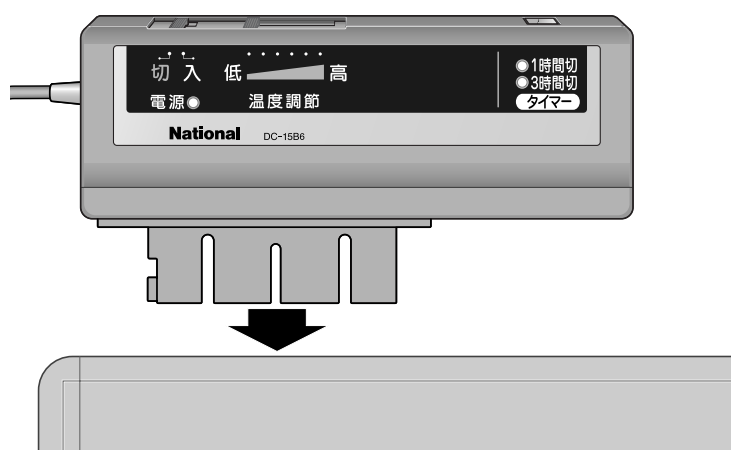 切 入 低 高
電源 温度調節
1時間切
3時間切
タイマー
National DC-15B6